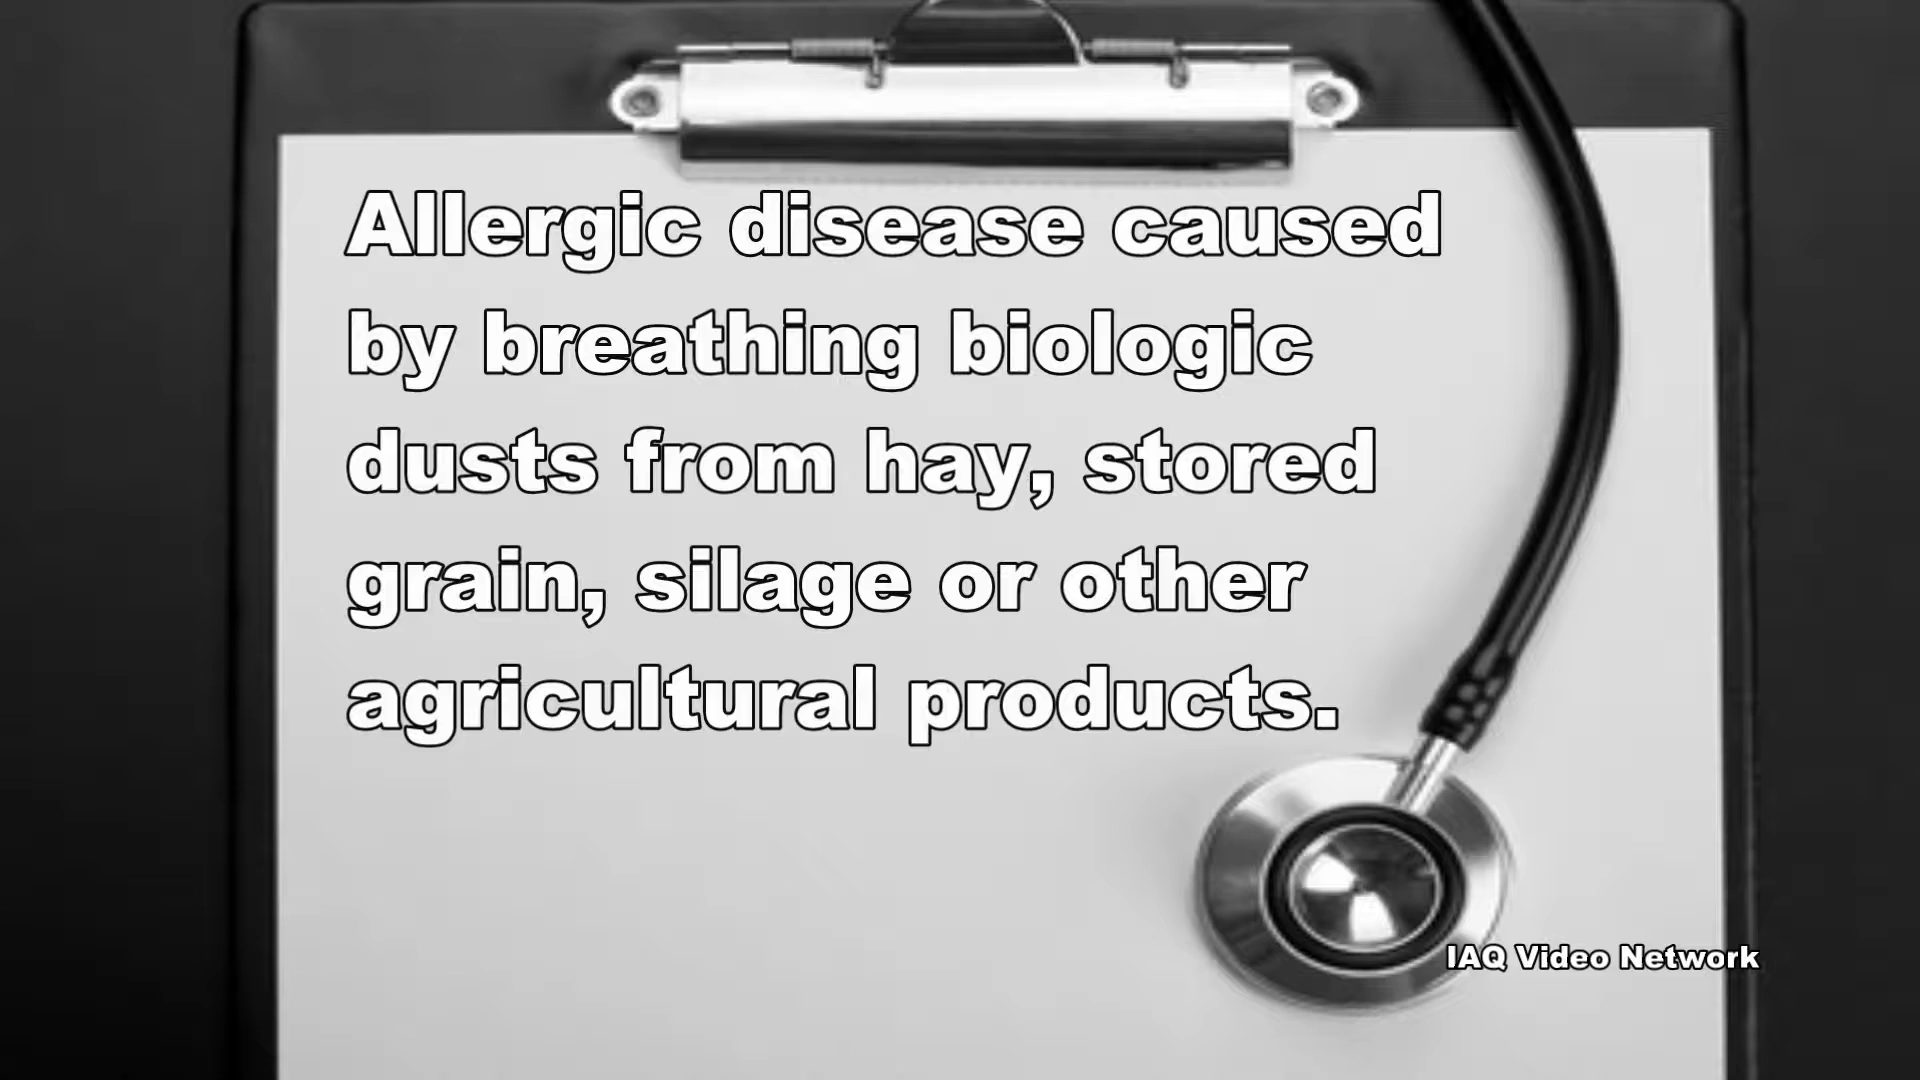 Allergic disease caused
by breathing biologic
dusts from hay, stored
grain, silage or other
agricultural products.
IAQ Video Network